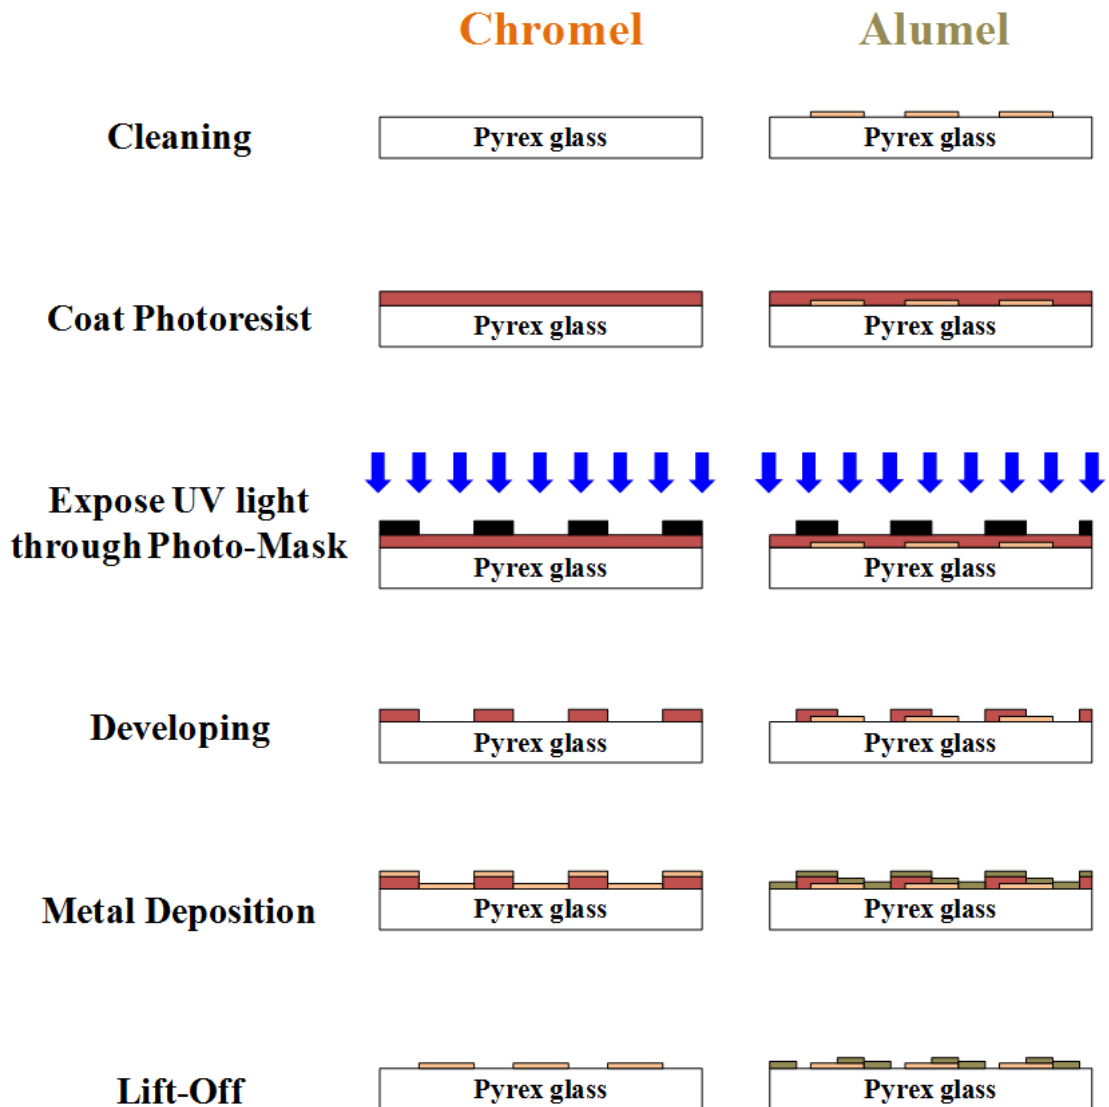 Chromel Alumel
Cleaning Pyrex glass Pyrex glass
Coat Photoresist Pyrex glass Pyrex glass
Expose UV light
through Photo-Mask Pyrex glass Pyrex glass
Developing Pyrex glass Pyrex glass
Metal Deposition Pyrex glass Pyrex glass
Lift-Off Pyrex glass Pyrex glass